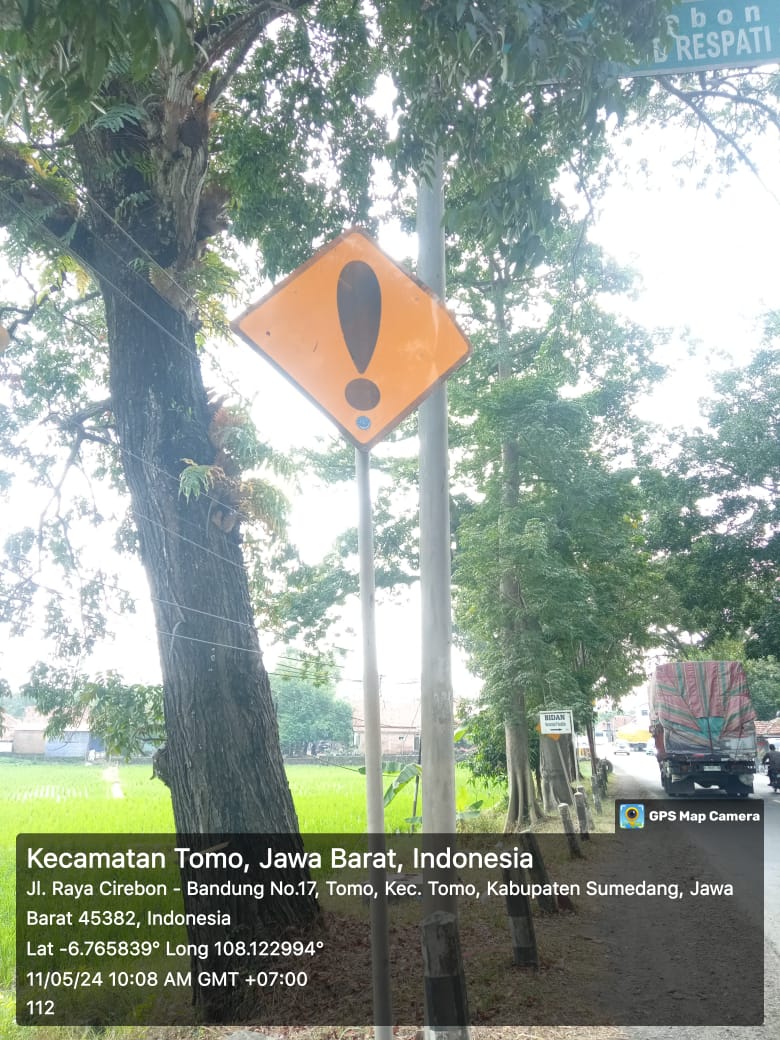 bon
D RESPATI
!
BIDAN
GPS Map Camera
Kecamatan Tomo, Jawa Barat, Indonesia
Jl. Raya Cirebon - Bandung No.17, Tomo, Kec. Tomo, Kabupaten Sumedang, Jawa
Barat 45382, Indonesia
Lat -6.765839° Long 108.122994°
11/05/24 10:08 AM GMT +07:00
112